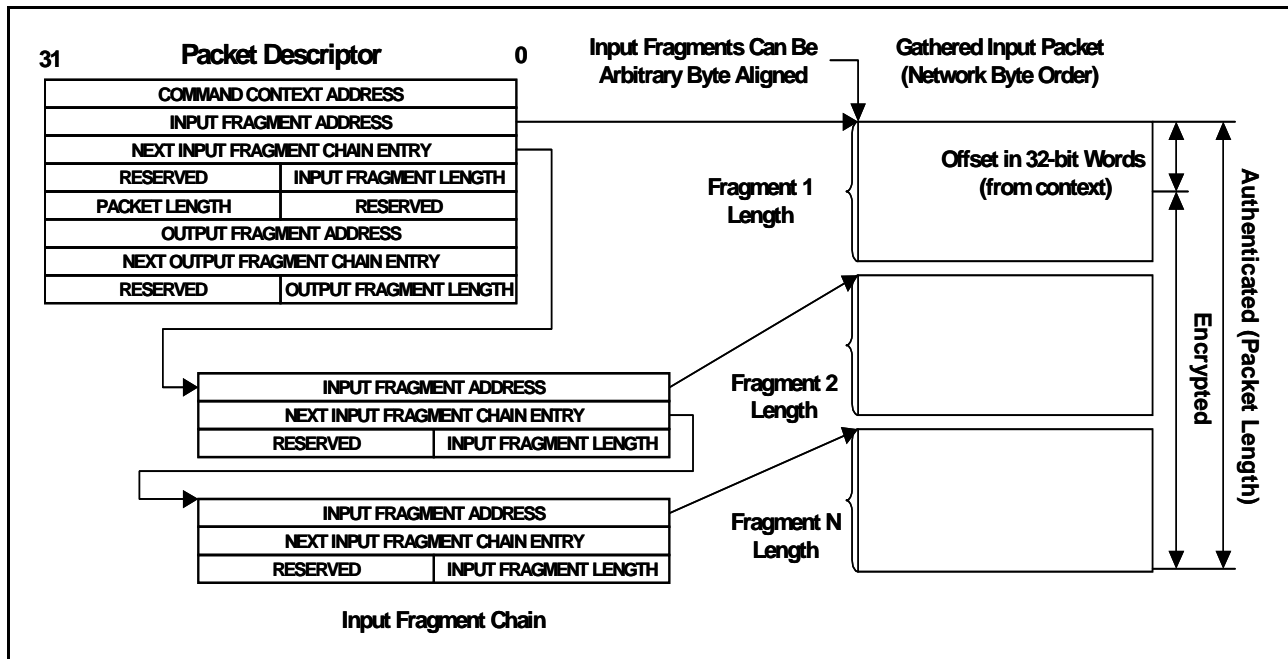 31
Packet Descriptor
0
COMMAND CONTEXT ADDRESS
INPUT FRAGMENT ADDRESS
NEXT INPUT FRAGMENT CHAIN ENTRY
RESERVED
INPUT FRAGMENT LENGTH
PACKET LENGTH
RESERVED
OUTPUT FRAGMENT ADDRESS
NEXT OUTPUT FRAGMENT CHAIN ENTRY
RESERVED
OUTPUT FRAGMENT LENGTH
Input Fragments Can Be
Arbitrary Byte Aligned
Gathered Input Packet
(Network Byte Order)
Offset in 32-bit Words
(from context)
Fragment 1
Length
Fragment 2
Length
Fragment N
Length
Encrypted
Authenticated (Packet Length)
INPUT FRAGMENT ADDRESS
NEXT INPUT FRAGMENT CHAIN ENTRY
RESERVED
INPUT FRAGMENT LENGTH
INPUT FRAGMENT ADDRESS
NEXT INPUT FRAGMENT CHAIN ENTRY
RESERVED
INPUT FRAGMENT LENGTH
Input Fragment Chain